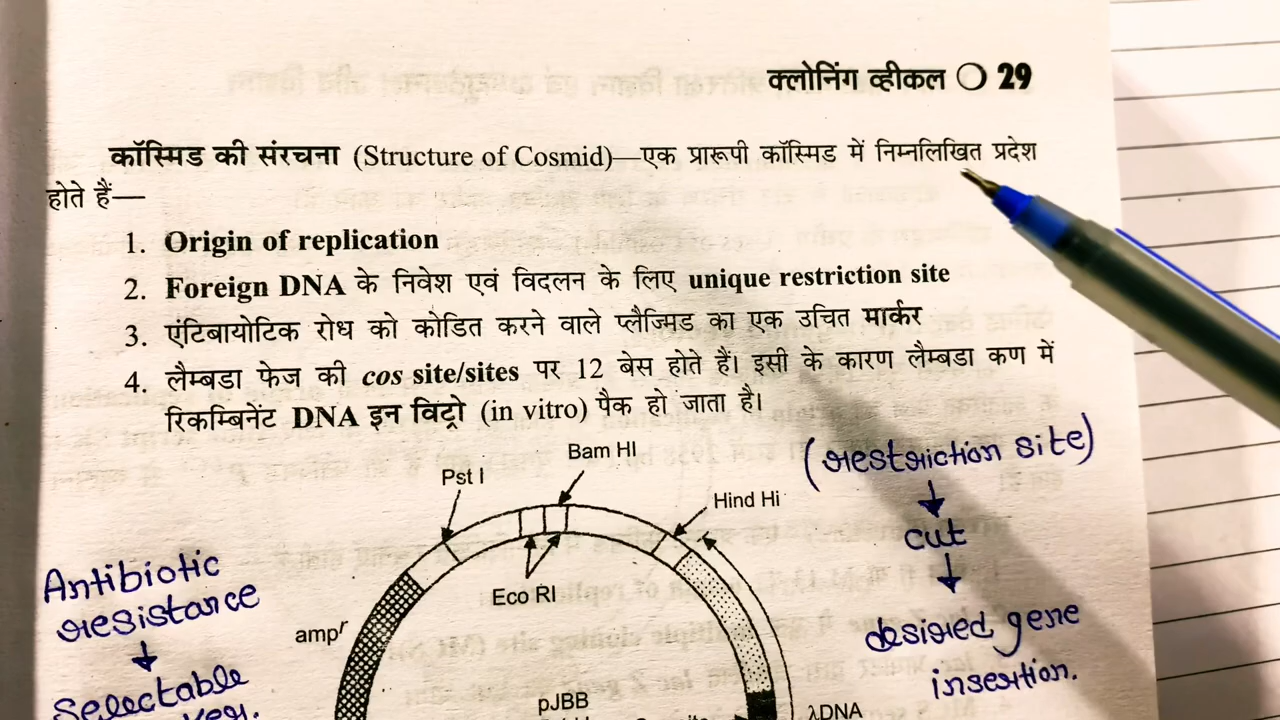 क्लोनिंग व्हीकल ○ 29
कॉस्मिड की संरचना (Structure of Cosmid)—एक प्रारूपी कॉस्मिड में निम्नलिखित प्रदेश
होते हैं—
1. Origin of replication
2. Foreign DNA के निवेश एवं विदलन के लिए unique restriction site
3. एंटिबायोटिक रोध को कोडित करने वाले प्लैज्मिड का एक उचित मार्कर
4. लैम्बडा फेज की cos site/sites पर 12 बेस होते हैं। इसी के कारण लैम्बडा कण में
रिकम्बिनेंट DNA इन विट्रो (in vitro) पैक हो जाता है।
(restriction site)
↓
cut
↓
desired gene
insertion.
Bam HI
Pst I
Hind Hi
Eco RI
ampʳ
pJBB
λDNA
Antibiotic
resistance
↓
Selectable